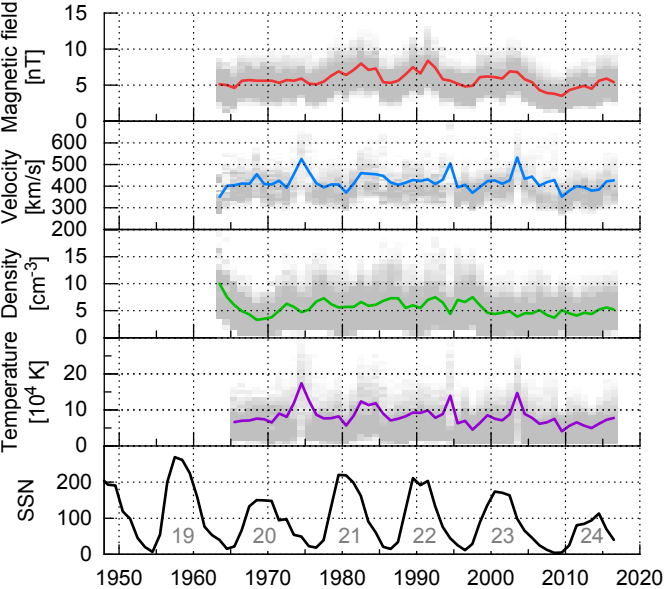 Magnetic field
[nT]
15
10
5
0
Velocity
[km/s]
600
500
400
300
200
Density
[cm⁻³]
15
10
5
0
Temperature
[10⁴ K]
20
10
0
SSN
200
100
0
19
20
21
22
23
24
1950 1960 1970 1980 1990 2000 2010 2020